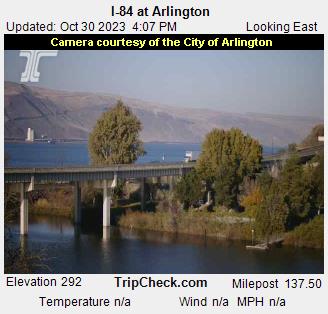 I-84 at Arlington
Updated: Oct 30 2023 4:07 PM Looking East
Camera courtesy of the City of Arlington
Elevation 292 TripCheck.com Milepost 137.50
Temperature n/a Wind n/a MPH n/a